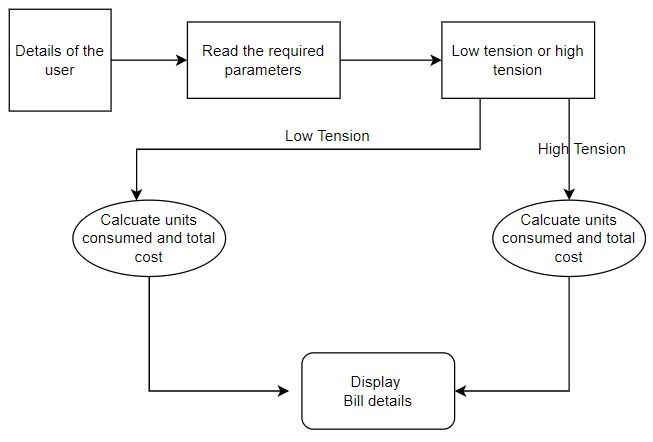 Details of the
user
Read the required
parameters
Low tension or high
tension
Low Tension
High Tension
Calcuate units
consumed and total
cost
Calcuate units
consumed and total
cost
Display
Bill details